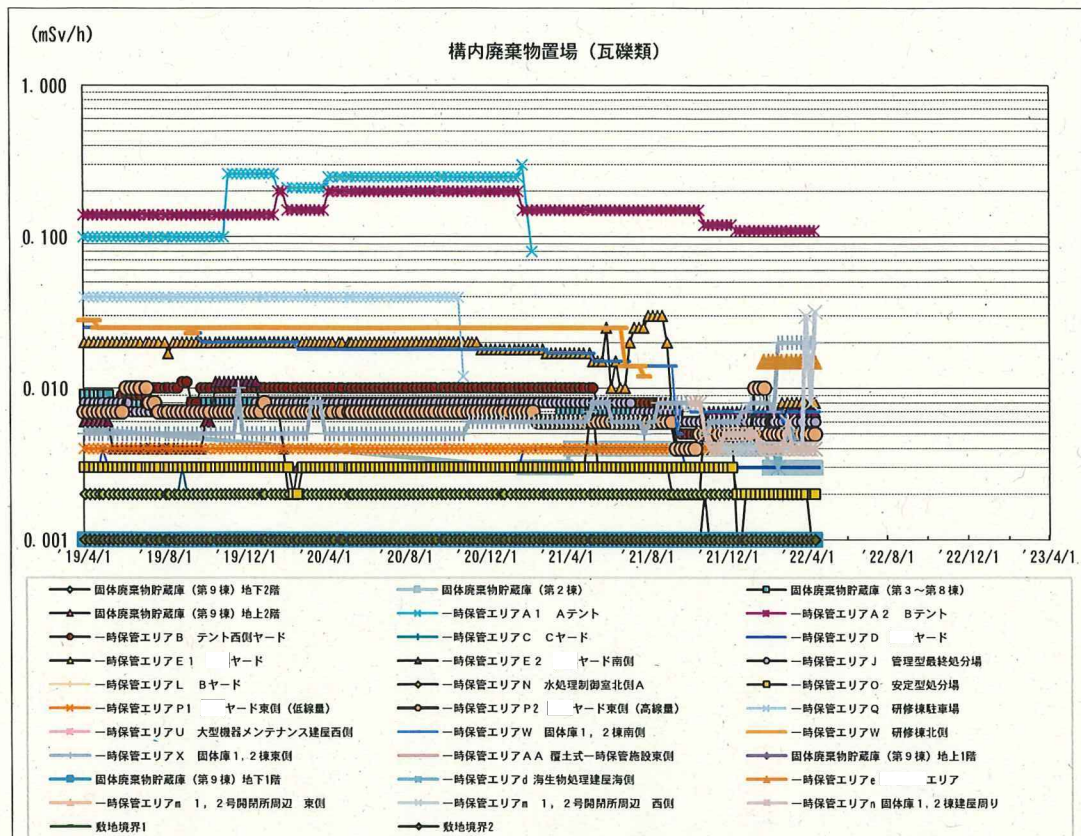 (mSv/h)
構内廃棄物置場（瓦礫類）
1.000
0.100
0.010
0.001
'19/4/1 '19/8/1 '19/12/1 '20/4/1 '20/8/1 '20/12/1 '21/4/1 '21/8/1 '21/12/1 '22/4/1 '22/8/1 '22/12/1 '23/4/1
固体廃棄物貯蔵庫（第9棟）地下2階 固体廃棄物貯蔵庫（第2棟） 固体廃棄物貯蔵庫（第3～第8棟）
固体廃棄物貯蔵庫（第9棟）地上2階 一時保管エリアA1 Aテント 一時保管エリアA2 Bテント
一時保管エリアB テント西側ヤード 一時保管エリアC Cヤード 一時保管エリアD ヤード
一時保管エリアE1 ヤード 一時保管エリアE2 ヤード南側 一時保管エリアJ 管理型最終処分場
一時保管エリアL Bヤード 一時保管エリアN 水処理制御室北側A 一時保管エリアO 安定型処分場
一時保管エリアP1 ヤード東側（低線量） 一時保管エリアP2 ヤード東側（高線量） 一時保管エリアQ 研修棟駐車場
一時保管エリアU 大型機器メンテナンス建屋西側 一時保管エリアW 固体庫1,2棟南側 一時保管エリアW 研修棟北側
一時保管エリアX 固体庫1,2棟東側 一時保管エリアAA 覆土式一時保管施設東側 固体廃棄物貯蔵庫（第9棟）地上1階
固体廃棄物貯蔵庫（第9棟）地下1階 一時保管エリアd 海生物処理建屋海側 一時保管エリアe エリア
一時保管エリアm 1,2号開閉所周辺 東側 一時保管エリアm 1,2号開閉所周辺 西側 一時保管エリアn 固体庫1,2棟建屋周り
敷地境界1 敷地境界2